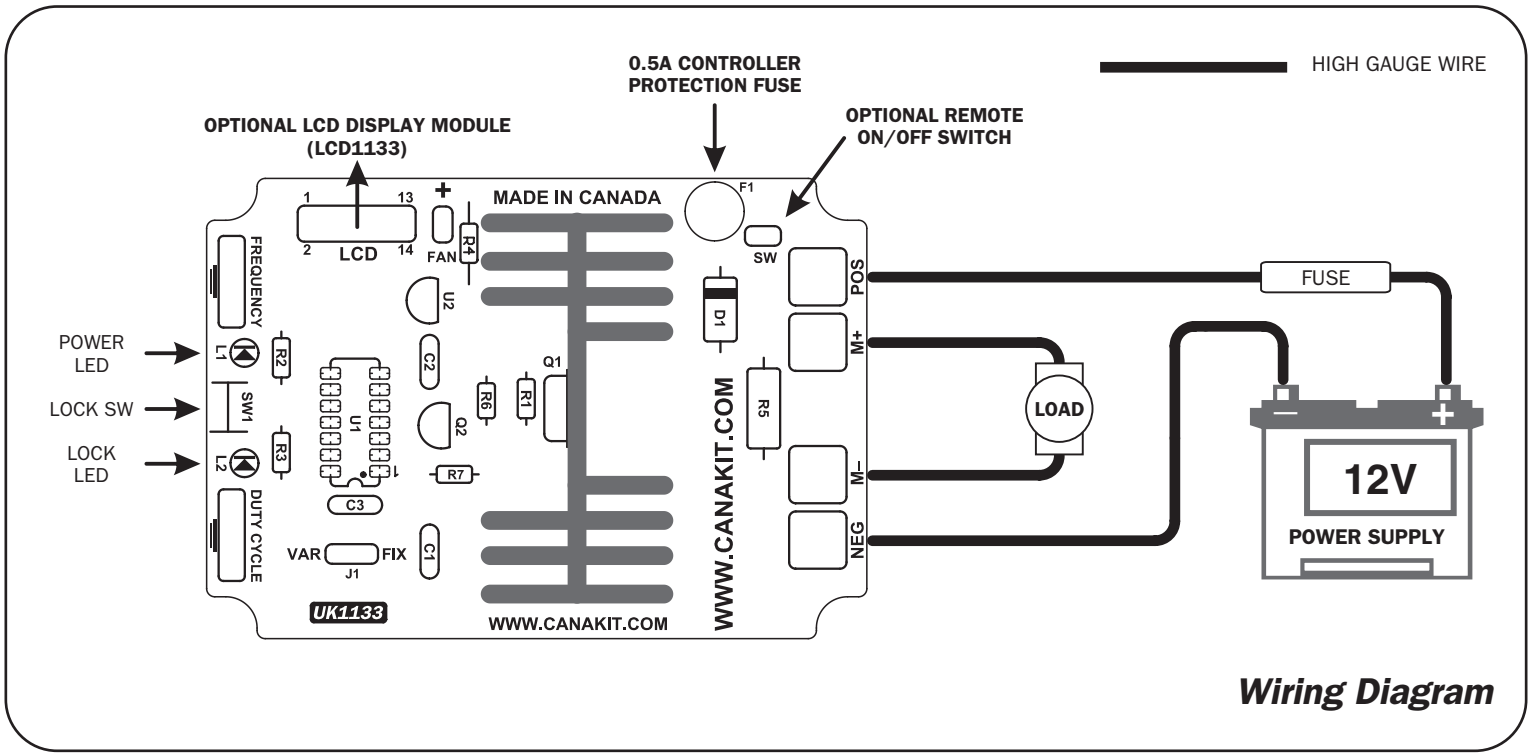 0.5A CONTROLLER
PROTECTION FUSE
HIGH GAUGE WIRE
OPTIONAL LCD DISPLAY MODULE
(LCD1133)
OPTIONAL REMOTE
ON/OFF SWITCH
1
13
+
2
LCD
14
FAN
R4
MADE IN CANADA
F1
SW
FREQUENCY
U2
D1
POS
FUSE
M+
POWER
LED
L1
R2
C2
Q1
LOCK SW
SW1
U1
1
R6
R1
Q2
R5
LOAD
LOCK
LED
L2
R3
R7
M–
C3
DUTY CYCLE
VAR
FIX
J1
C1
NEG
WWW.CANAKIT.COM
UK1133
WWW.CANAKIT.COM
–
+
12V
POWER SUPPLY
Wiring Diagram